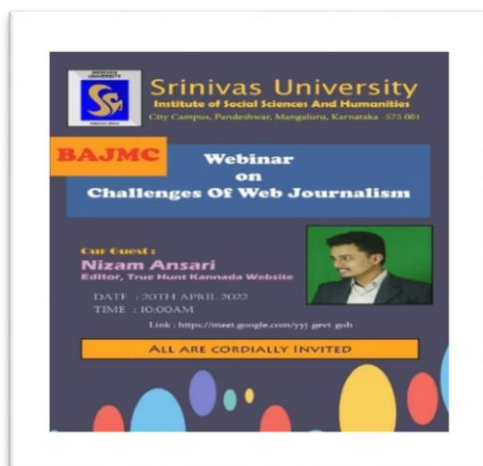 SRINIVAS
UNIVERSITY
Srinivas University
Institute of Social Sciences And Humanities
City Campus, Pandeshwar, Mangaluru, Karnataka -575 001
BAJMC
Webinar
on
Challenges Of Web Journalism
Our Guest :
Nizam Ansari
Editor, True Hunt Kannada Website
DATE : 20TH APRIL 2022
TIME : 10:00AM
Link : https://meet.google.com/yyj-gevt-goh
ALL ARE CORDIALLY INVITED